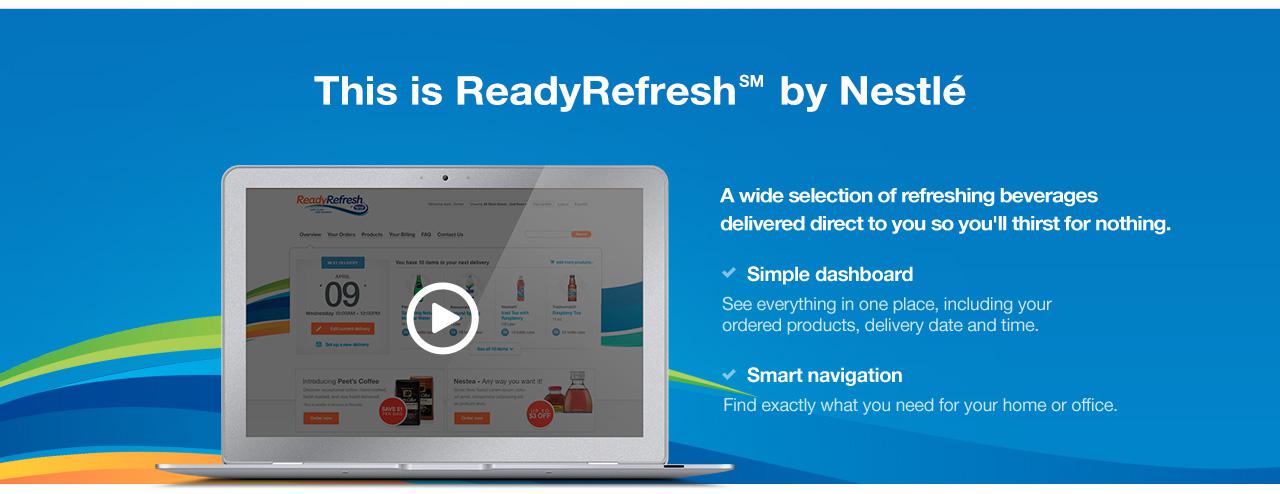 This is ReadyRefresh℠ by Nestlé
A wide selection of refreshing beverages
delivered direct to you so you'll thirst for nothing.
Simple dashboard
See everything in one place, including your
ordered products, delivery date and time.
Smart navigation
Find exactly what you need for your home or office.
ReadyRefresh
Overview Your Orders Products Your Billing FAQ Contact Us
NEXT DELIVERY
You have 10 items in your next delivery
add more products
APRIL
09
Wednesday 10:00AM - 12:00PM
Edit current delivery
Set up a new delivery
Iced Tea with
Raspberry
Raspberry Tea
See all 10 items
Introducing Peet's Coffee
Order now
SAVE $1
PER BAG
Nestea - Any way you want it!
Order now
UP TO
$3 OFF